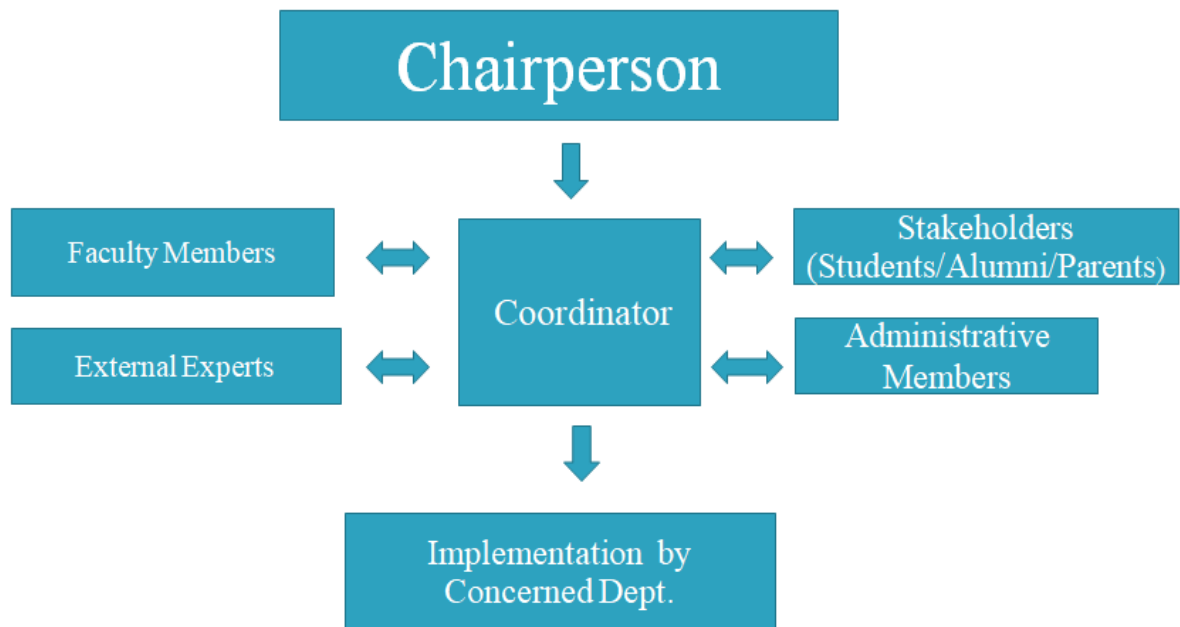 Chairperson
Faculty Members
Coordinator
Stakeholders
(Students/Alumni/Parents)
External Experts
Administrative
Members
Implementation by
Concerned Dept.